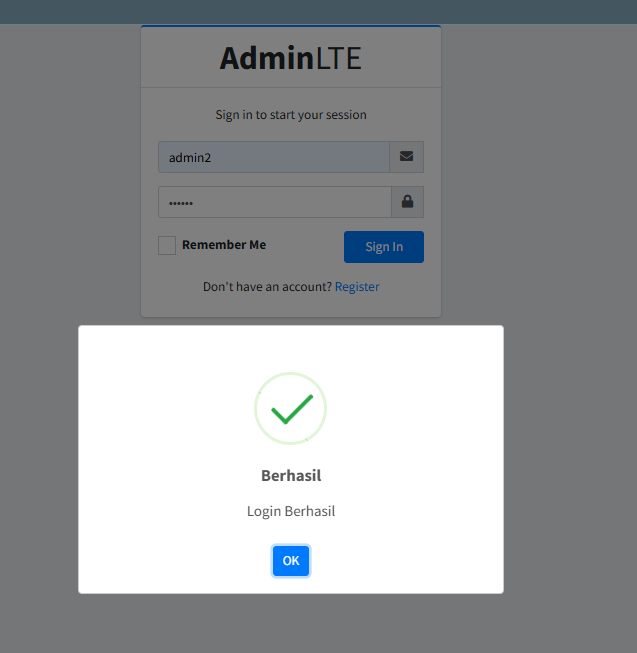 AdminLTE
Sign in to start your session
admin2
••••••
Remember Me
Sign In
Don't have an account? Register
Berhasil
Login Berhasil
OK